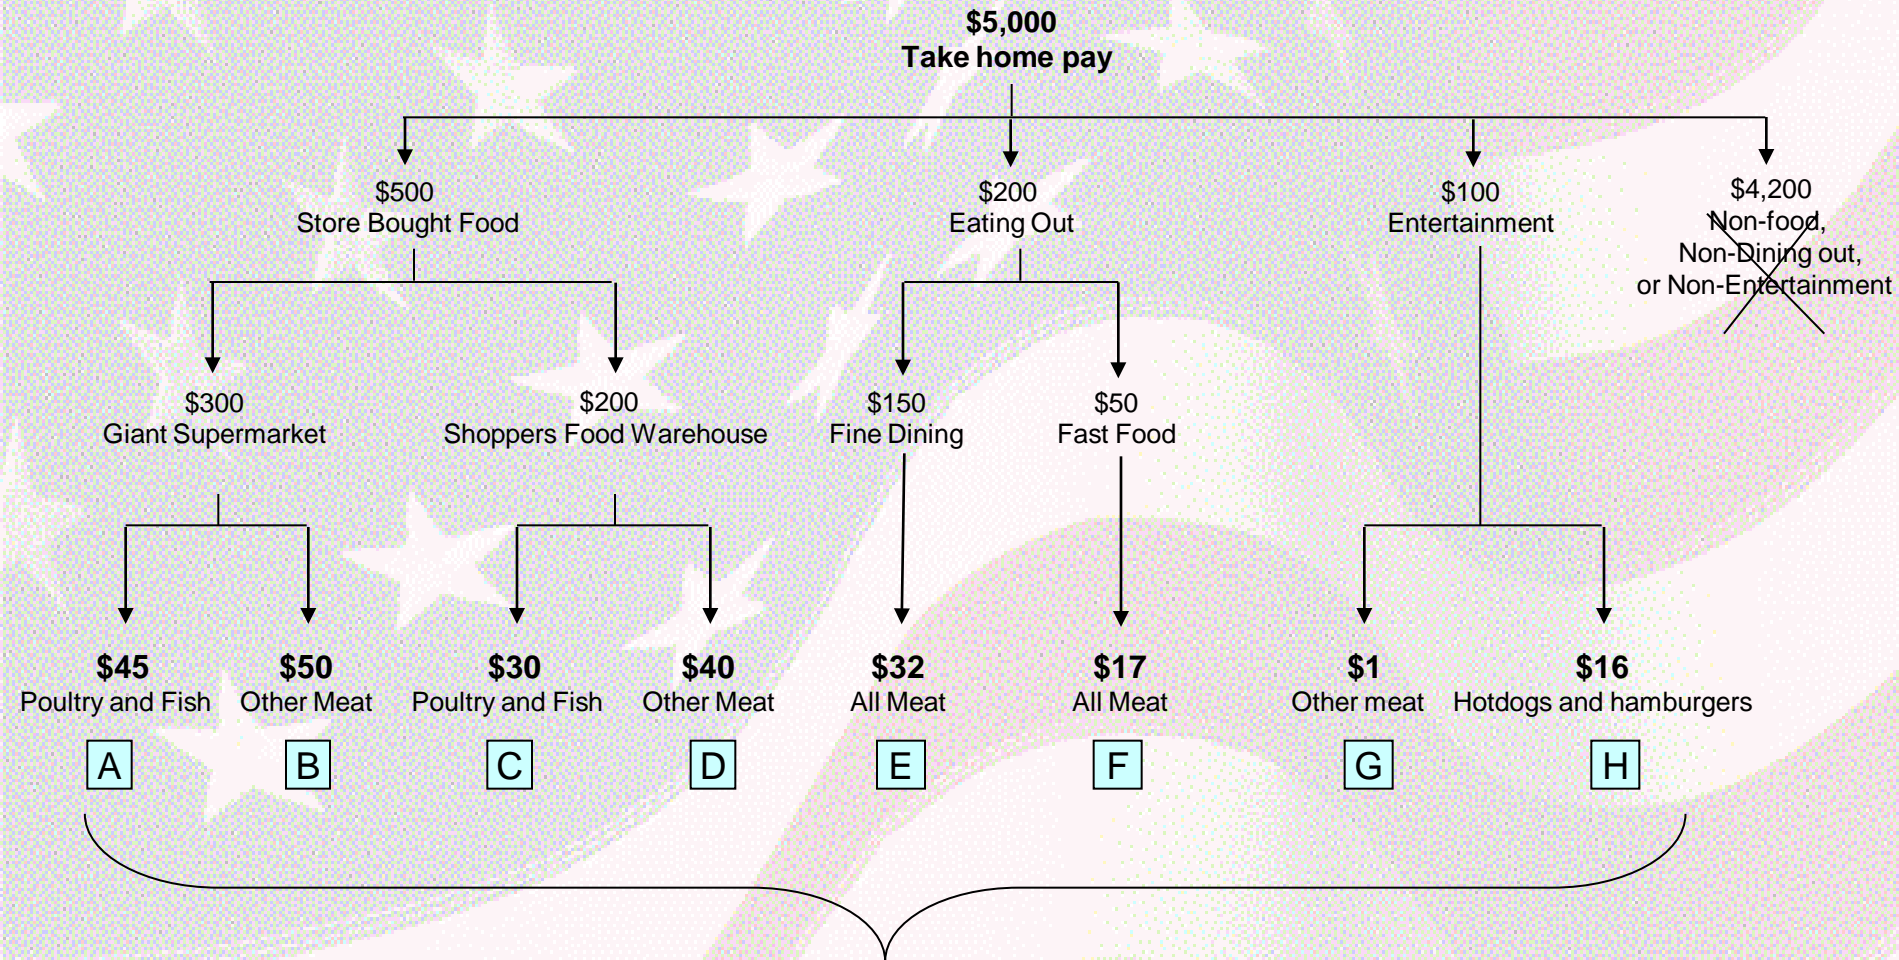 $5,000
Take home pay
$500
Store Bought Food
$200
Eating Out
$100
Entertainment
$4,200
Non-food,
Non-Dining out,
or Non-Entertainment
$300
Giant Supermarket
$200
Shoppers Food Warehouse
$150
Fine Dining
$50
Fast Food
$45
Poultry and Fish
$50
Other Meat
$30
Poultry and Fish
$40
Other Meat
$32
All Meat
$17
All Meat
$1
Other meat
$16
Hotdogs and hamburgers
A
B
C
D
E
F
G
H